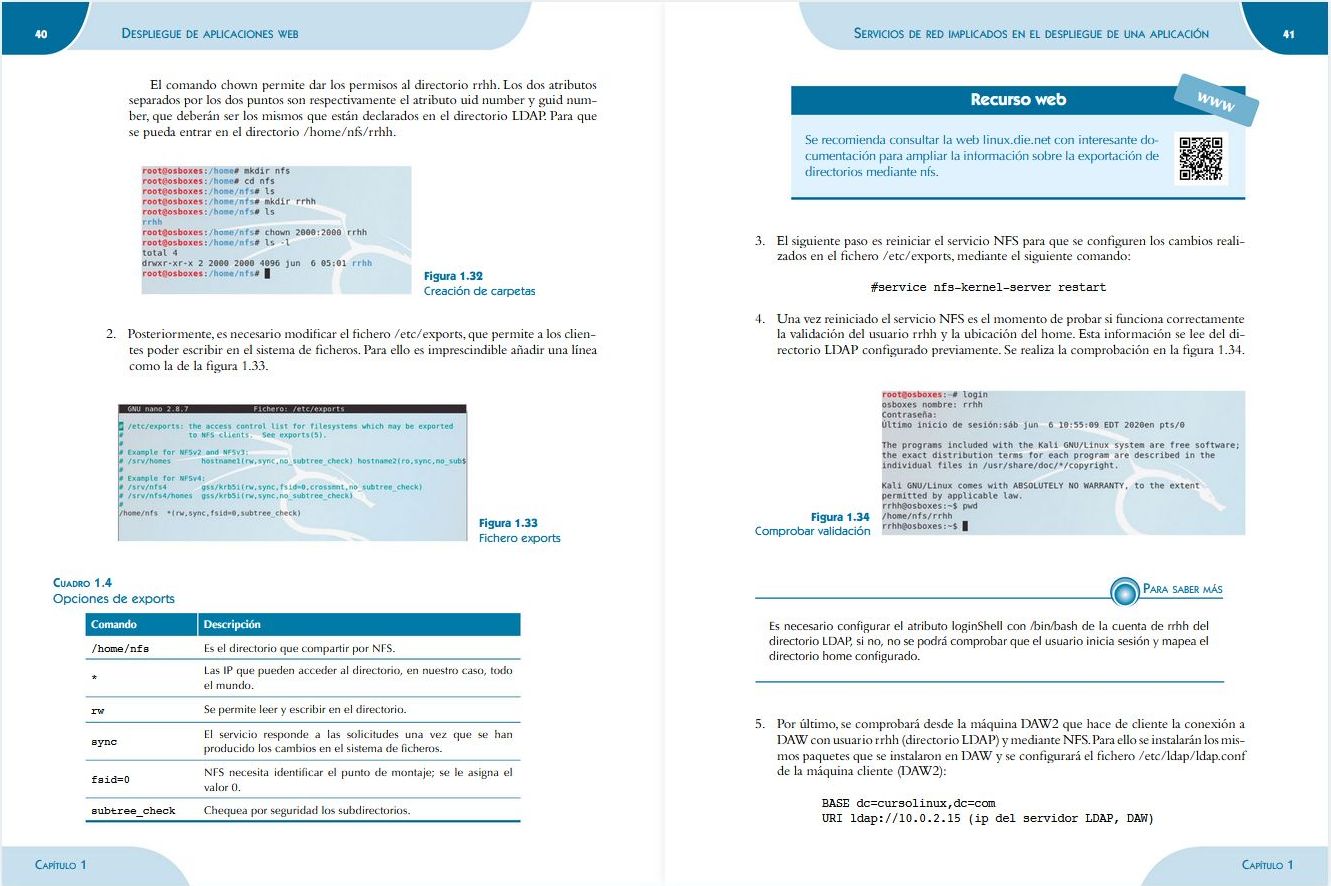 40
DESPLIEGUE DE APLICACIONES WEB
El comando chown permite dar los permisos al directorio rrhh. Los dos atributos
separados por los dos puntos son respectivamente el atributo uid number y guid num-
ber, que deberán ser los mismos que están declarados en el directorio LDAP. Para que
se pueda entrar en el directorio /home/nfs/rrhh.
root@osboxes:/home# mkdir nfs
root@osboxes:/home# cd nfs
root@osboxes:/home/nfs# ls
root@osboxes:/home/nfs# mkdir rrhh
root@osboxes:/home/nfs# ls
rrhh
root@osboxes:/home/nfs# chown 2000:2000 rrhh
root@osboxes:/home/nfs# ls -l
total 4
drwxr-xr-x 2 2000 2000 4096 jun  6 05:01 rrhh
root@osboxes:/home/nfs#
Figura 1.32
Creación de carpetas
2. Posteriormente, es necesario modificar el fichero /etc/exports, que permite a los clien-
tes poder escribir en el sistema de ficheros. Para ello es imprescindible añadir una línea
como la de la figura 1.33.
GNU nano 2.8.7 Fichero: /etc/exports
# /etc/exports: the access control list for filesystems which may be exported
# to NFS clients. See exports(5).
#
# Example for NFSv2 and NFSv3:
# /srv/homes hostname1(rw,sync,no_subtree_check) hostname2(ro,sync,no_sub$
#
# Example for NFSv4:
# /srv/nfs4 gss/krb5i(rw,sync,fsid=0,crossmnt,no_subtree_check)
# /srv/nfs4/homes gss/krb5i(rw,sync,no_subtree_check)
#
/home/nfs *(rw,sync,fsid=0,subtree_check)
Figura 1.33
Fichero exports
CUADRO 1.4
Opciones de exports
Comando Descripción
/home/nfs Es el directorio que compartir por NFS.
* Las IP que pueden acceder al directorio, en nuestro caso, todo
el mundo.
rw Se permite leer y escribir en el directorio.
sync El servicio responde a las solicitudes una vez que se han
producido los cambios en el sistema de ficheros.
fsid=0 NFS necesita identificar el punto de montaje; se le asigna el
valor 0.
subtree_check Chequea por seguridad los subdirectorios.
CAPÍTULO 1
SERVICIOS DE RED IMPLICADOS EN EL DESPLIEGUE DE UNA APLICACIÓN
41
Recurso web
www
Se recomienda consultar la web linux.die.net con interesante do-
cumentación para ampliar la información sobre la exportación de
directorios mediante nfs.
3. El siguiente paso es reiniciar el servicio NFS para que se configuren los cambios reali-
zados en el fichero /etc/exports, mediante el siguiente comando:
#service nfs-kernel-server restart
4. Una vez reiniciado el servicio NFS es el momento de probar si funciona correctamente
la validación del usuario rrhh y la ubicación del home. Esta información se lee del di-
rectorio LDAP configurado previamente. Se realiza la comprobación en la figura 1.34.
root@osboxes:~# login
osboxes nombre: rrhh
Contraseña:
Último inicio de sesión:sáb jun  6 10:55:09 EDT 2020en pts/0
The programs included with the Kali GNU/Linux system are free software;
the exact distribution terms for each program are described in the
individual files in /usr/share/doc/*/copyright.
Kali GNU/Linux comes with ABSOLUTELY NO WARRANTY, to the extent
permitted by applicable law.
rrhh@osboxes:~$ pwd
/home/nfs/rrhh
rrhh@osboxes:~$
Figura 1.34
Comprobar validación
PARA SABER MÁS
Es necesario configurar el atributo loginShell con /bin/bash de la cuenta de rrhh del
directorio LDAP, si no, no se podrá comprobar que el usuario inicia sesión y mapea el
directorio home configurado.
5. Por último, se comprobará desde la máquina DAW2 que hace de cliente la conexión a
DAW con usuario rrhh (directorio LDAP) y mediante NFS. Para ello se instalarán los mis-
mos paquetes que se instalaron en DAW y se configurará el fichero /etc/ldap/ldap.conf
de la máquina cliente (DAW2):
BASE dc=cursolinux,dc=com
URI ldap://10.0.2.15 (ip del servidor LDAP, DAW)
CAPÍTULO 1